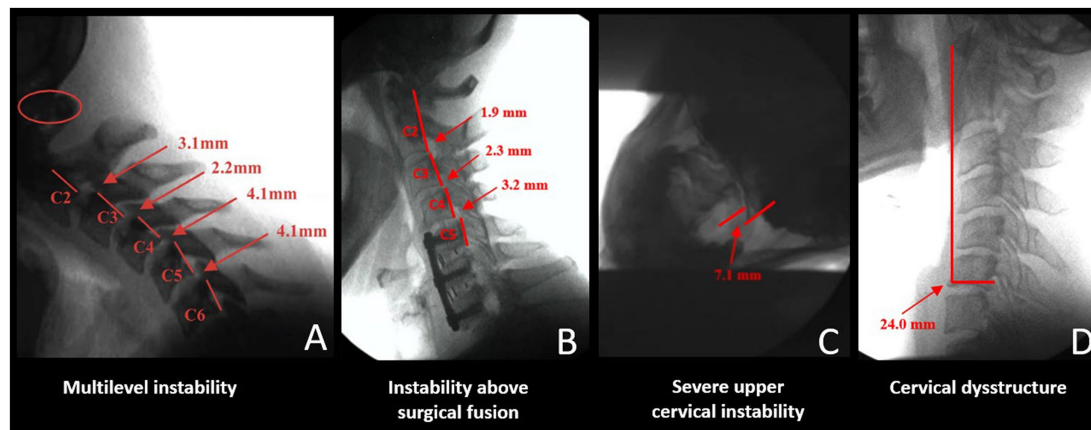 3.1mm
2.2mm
4.1mm
4.1mm
C2
C3
C4
C5
C6
A
1.9 mm
2.3 mm
3.2 mm
C2
C3
C4
C5
B
7.1 mm
C
24.0 mm
D
Multilevel instability
Instability above
surgical fusion
Severe upper
cervical instability
Cervical dysstructure